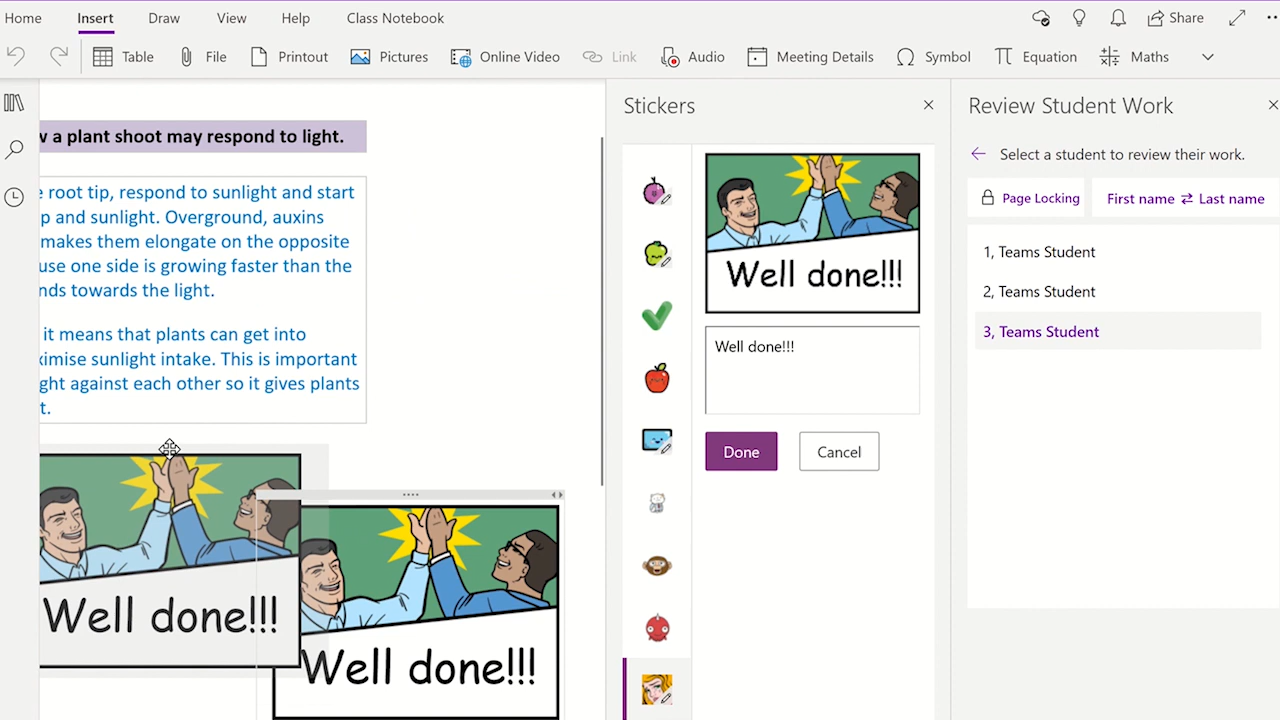 Home Insert Draw View Help Class Notebook Share
Table File Printout Pictures Online Video Link Audio Meeting Details Symbol Equation Maths
Stickers
Review Student Work
Select a student to review their work.
Page Locking First name Last name
1, Teams Student
2, Teams Student
3, Teams Student
Well done!!!
Well done!!!
Done Cancel
a plant shoot may respond to light.
root tip, respond to sunlight and start
p and sunlight. Overground, auxins
makes them elongate on the opposite
use one side is growing faster than the
nds towards the light.
it means that plants can get into
ximise sunlight intake. This is important
ght against each other so it gives plants
t.
Well done!!!
Well done!!!